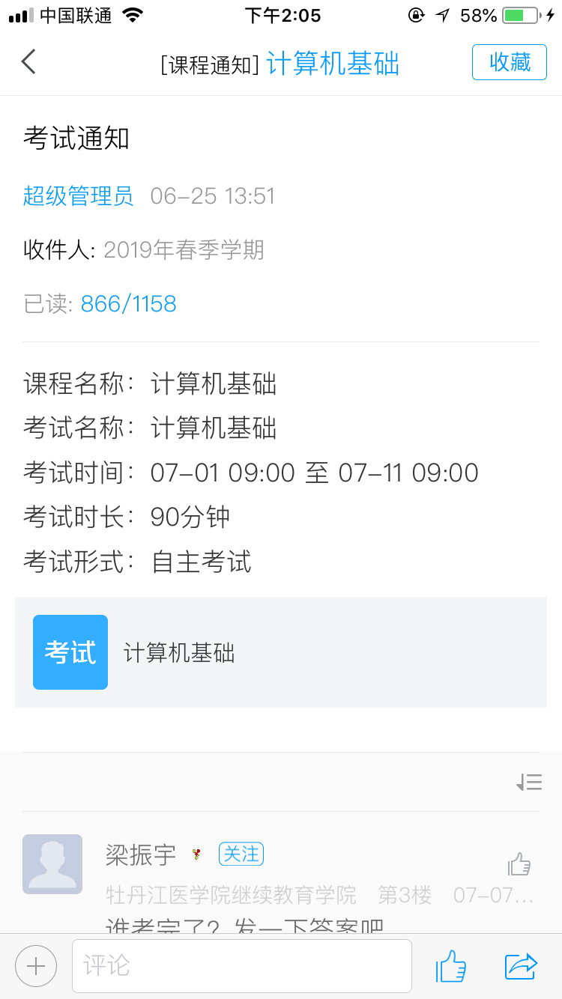 中国联通 下午2:05 58%
[课程通知] 计算机基础 收藏
考试通知
超级管理员 06-25 13:51
收件人: 2019年春季学期
已读: 866/1158
课程名称：计算机基础
考试名称：计算机基础
考试时间：07-01 09:00 至 07-11 09:00
考试时长：90分钟
考试形式：自主考试
考试 计算机基础
梁振宇 关注
牡丹江医学院继续教育学院 第3楼 07-07...
谁考完了？发一下答案吧
评论